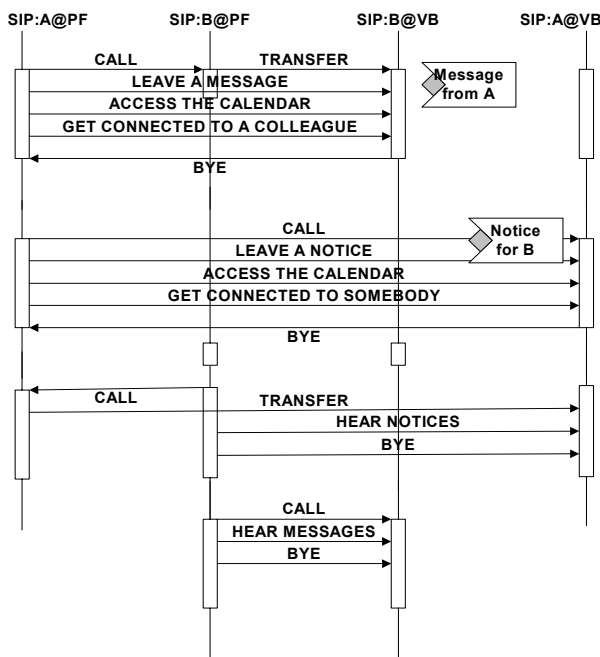 SIP:A@PF SIP:B@PF SIP:B@VB SIP:A@VB
CALL TRANSFER
LEAVE A MESSAGE
ACCESS THE CALENDAR
GET CONNECTED TO A COLLEAGUE
BYE
Message
from A
CALL
LEAVE A NOTICE
ACCESS THE CALENDAR
GET CONNECTED TO SOMEBODY
BYE
Notice
for B
CALL TRANSFER
HEAR NOTICES
BYE
CALL
HEAR MESSAGES
BYE